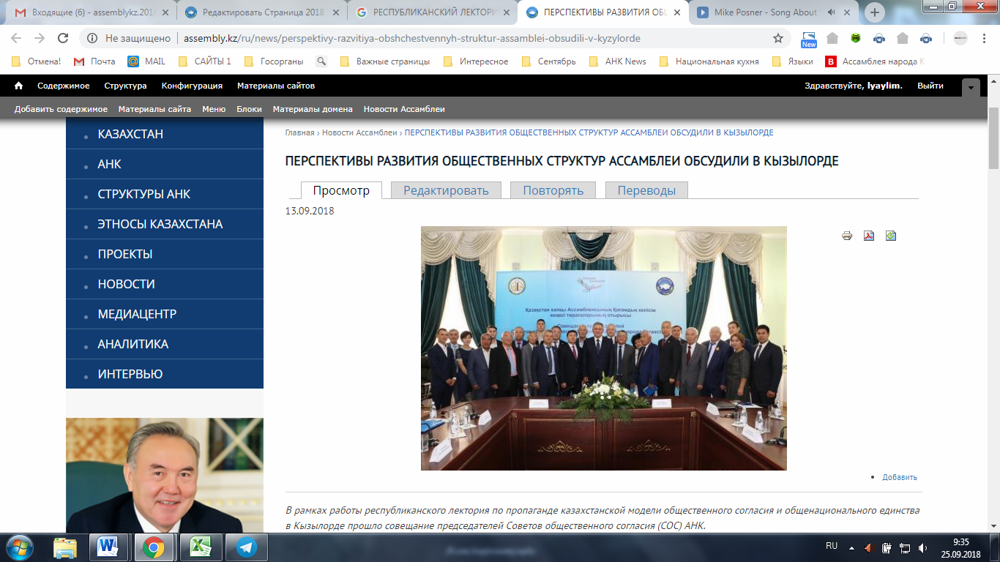 Входящие (6) - assemblykz.201
Редактировать Страница 2018
РЕСПУБЛИКАНСКИЙ ЛЕКТОРИ
ПЕРСПЕКТИВЫ РАЗВИТИЯ ОБЩ
Mike Posner - Song About
Не защищено | assembly.kz/ru/news/perspektivy-razvitiya-obshchestvennyh-struktur-assamblei-obsudili-v-kyzylorde
New
Отмена!
Почта
MAIL
САЙТЫ 1
Госорганы
Важные страницы
Интересное
Сентябрь
АНК News
Национальная кухня
Языки
Ассамблея народа К
Содержимое
Структура
Конфигурация
Материалы сайтов
Здравствуйте, lyaylim.
Выйти
Добавить содержимое
Материалы сайта
Меню
Блоки
Материалы домена
Новости Ассамблеи
КАЗАХСТАН
АНК
СТРУКТУРЫ АНК
ЭТНОСЫ КАЗАХСТАНА
ПРОЕКТЫ
НОВОСТИ
МЕДИАЦЕНТР
АНАЛИТИКА
ИНТЕРВЬЮ
Главная › Новости Ассамблеи › ПЕРСПЕКТИВЫ РАЗВИТИЯ ОБЩЕСТВЕННЫХ СТРУКТУР АССАМБЛЕИ ОБСУДИЛИ В КЫЗЫЛОРДЕ
ПЕРСПЕКТИВЫ РАЗВИТИЯ ОБЩЕСТВЕННЫХ СТРУКТУР АССАМБЛЕИ ОБСУДИЛИ В КЫЗЫЛОРДЕ
Просмотр
Редактировать
Повторять
Переводы
13.09.2018
Қазақстан халқы Ассамблеясының Қоғамдық келісім
кеңесі төрағаларының отырысы
Добавить
В рамках работы республиканского лектория по пропаганде казахстанской модели общественного согласия и общенационального единства
в Кызылорде прошло совещание председателей Советов общественного согласия (СОС) АНК.
RU
9:35
25.09.2018